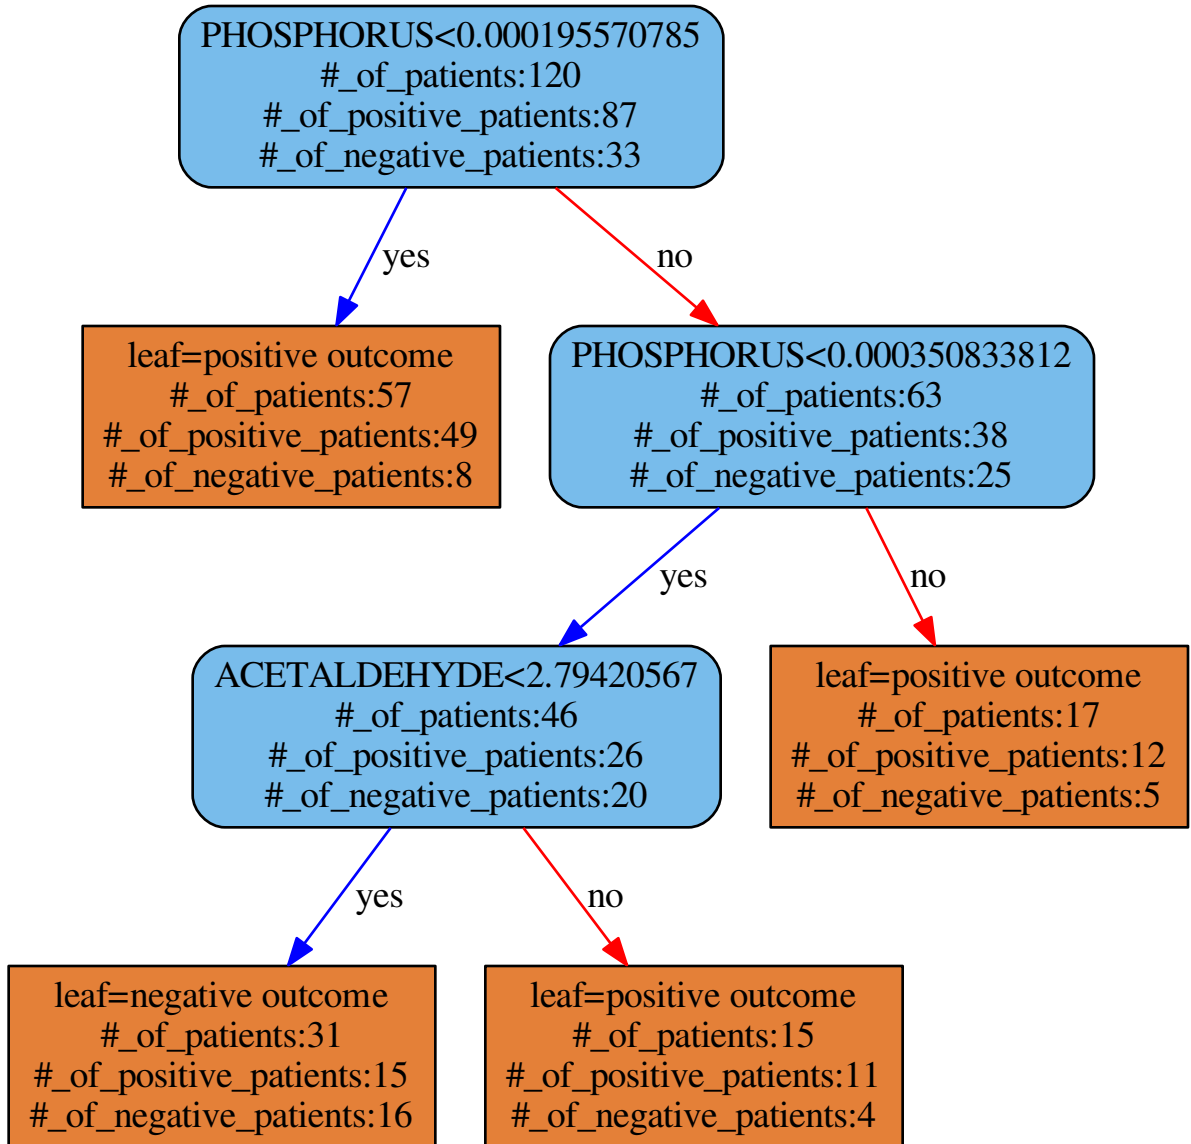 PHOSPHORUS<0.000195570785
#_of_patients:120
#_of_positive_patients:87
#_of_negative_patients:33
yes
no
leaf=positive outcome
#_of_patients:57
#_of_positive_patients:49
#_of_negative_patients:8
PHOSPHORUS<0.000350833812
#_of_patients:63
#_of_positive_patients:38
#_of_negative_patients:25
yes
no
ACETALDEHYDE<2.79420567
#_of_patients:46
#_of_positive_patients:26
#_of_negative_patients:20
leaf=positive outcome
#_of_patients:17
#_of_positive_patients:12
#_of_negative_patients:5
yes
no
leaf=negative outcome
#_of_patients:31
#_of_positive_patients:15
#_of_negative_patients:16
leaf=positive outcome
#_of_patients:15
#_of_positive_patients:11
#_of_negative_patients:4